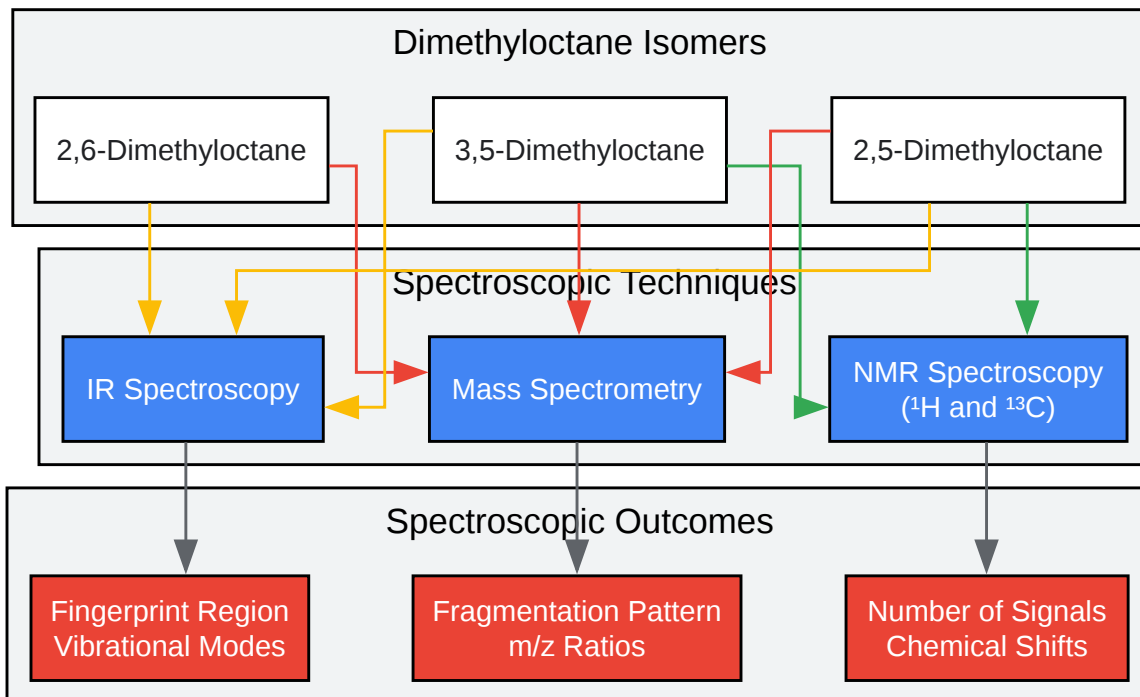 Dimethyloctane Isomers
2,6-Dimethyloctane
3,5-Dimethyloctane
2,5-Dimethyloctane
Spectroscopic Techniques
IR Spectroscopy
Mass Spectrometry
NMR Spectroscopy
(¹H and ¹³C)
Spectroscopic Outcomes
Fingerprint Region
Vibrational Modes
Fragmentation Pattern
m/z Ratios
Number of Signals
Chemical Shifts